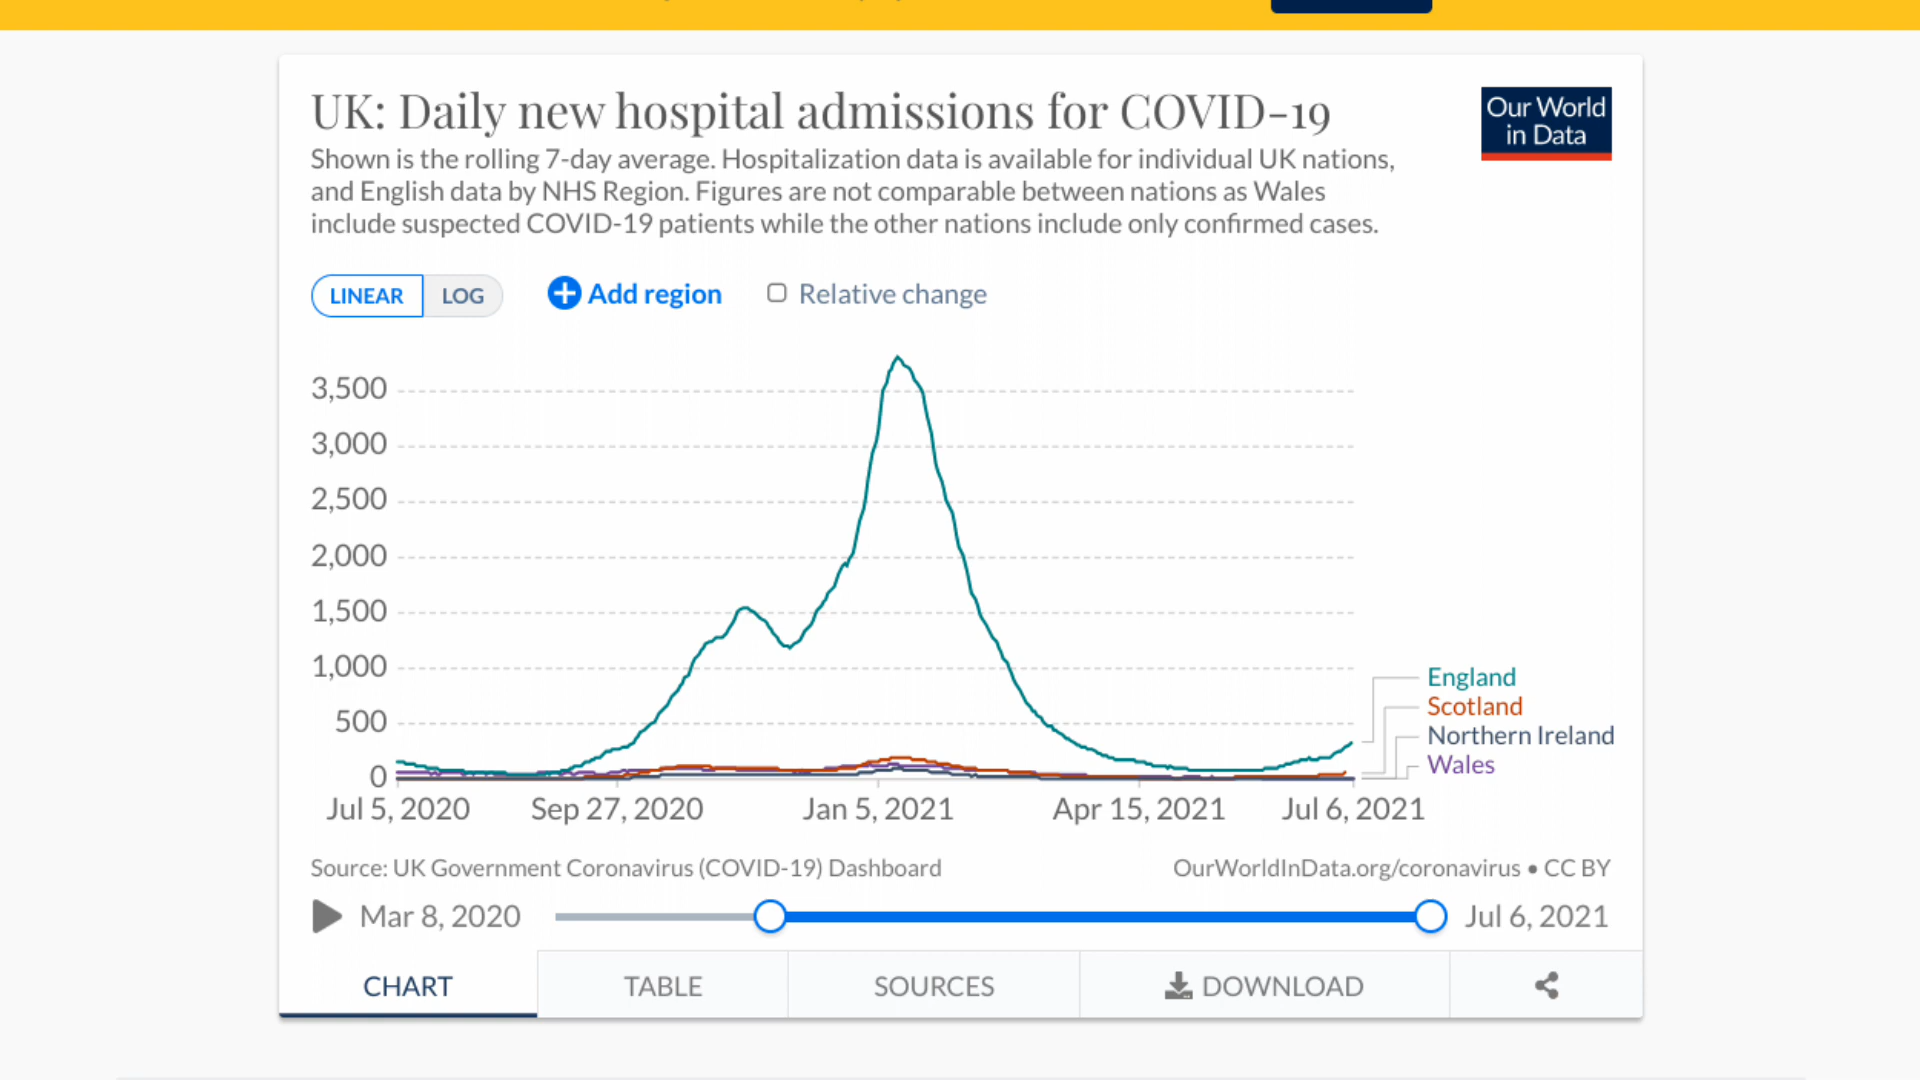 UK: Daily new hospital admissions for COVID-19
Our World
in Data
Shown is the rolling 7-day average. Hospitalization data is available for individual UK nations,
and English data by NHS Region. Figures are not comparable between nations as Wales
include suspected COVID-19 patients while the other nations include only confirmed cases.
LINEAR LOG Add region Relative change
3,500
3,000
2,500
2,000
1,500
1,000
500
0
England
Scotland
Northern Ireland
Wales
Jul 5, 2020 Sep 27, 2020 Jan 5, 2021 Apr 15, 2021 Jul 6, 2021
Source: UK Government Coronavirus (COVID-19) Dashboard OurWorldInData.org/coronavirus • CC BY
Mar 8, 2020 Jul 6, 2021
CHART TABLE SOURCES DOWNLOAD